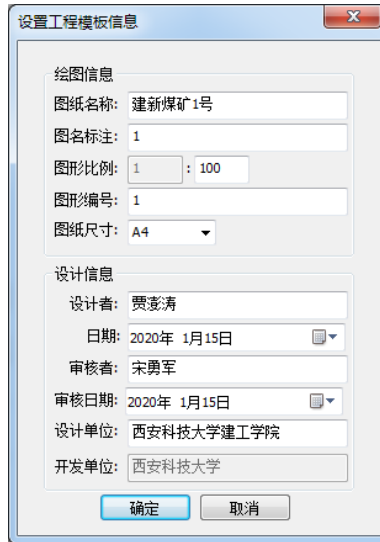 设置工程模板信息
绘图信息
图纸名称: 建新煤矿1号
图名标注: 1
图形比例: 1 : 100
图形编号: 1
图纸尺寸: A4
设计信息
设计者: 贾澎涛
日期: 2020年 1月15日
审核者: 宋勇军
审核日期: 2020年 1月15日
设计单位: 西安科技大学建工学院
开发单位: 西安科技大学
确定 取消